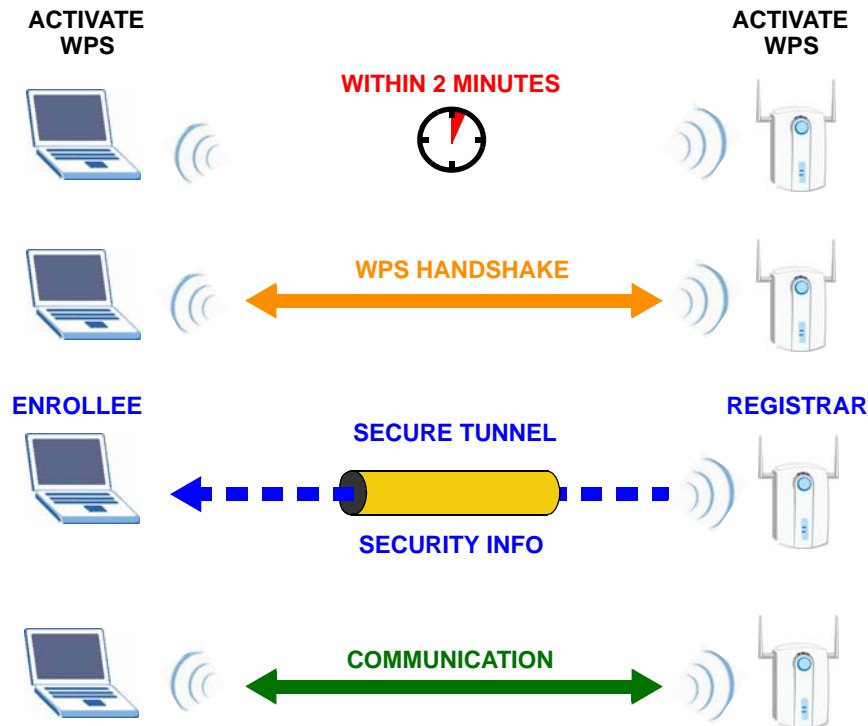 ACTIVATE
WPS
ACTIVATE
WPS
WITHIN 2 MINUTES
WPS HANDSHAKE
ENROLLEE
REGISTRAR
SECURE TUNNEL
SECURITY INFO
COMMUNICATION